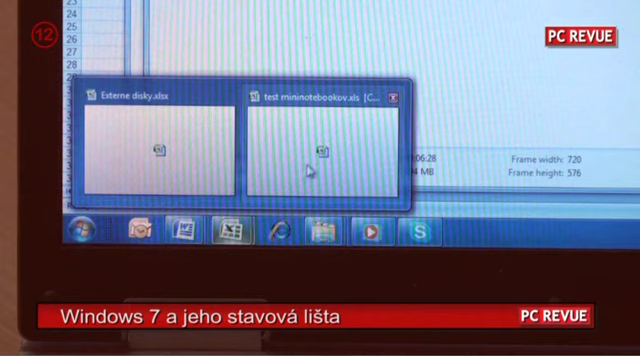 23
24
25
26
27
28
12
PC REVUE
Externe disky.xlsx
test mininotebookov.xls [C...
:06:28
Frame width: 720
MB
Frame height: 576
Windows 7 a jeho stavová lišta
PC REVUE